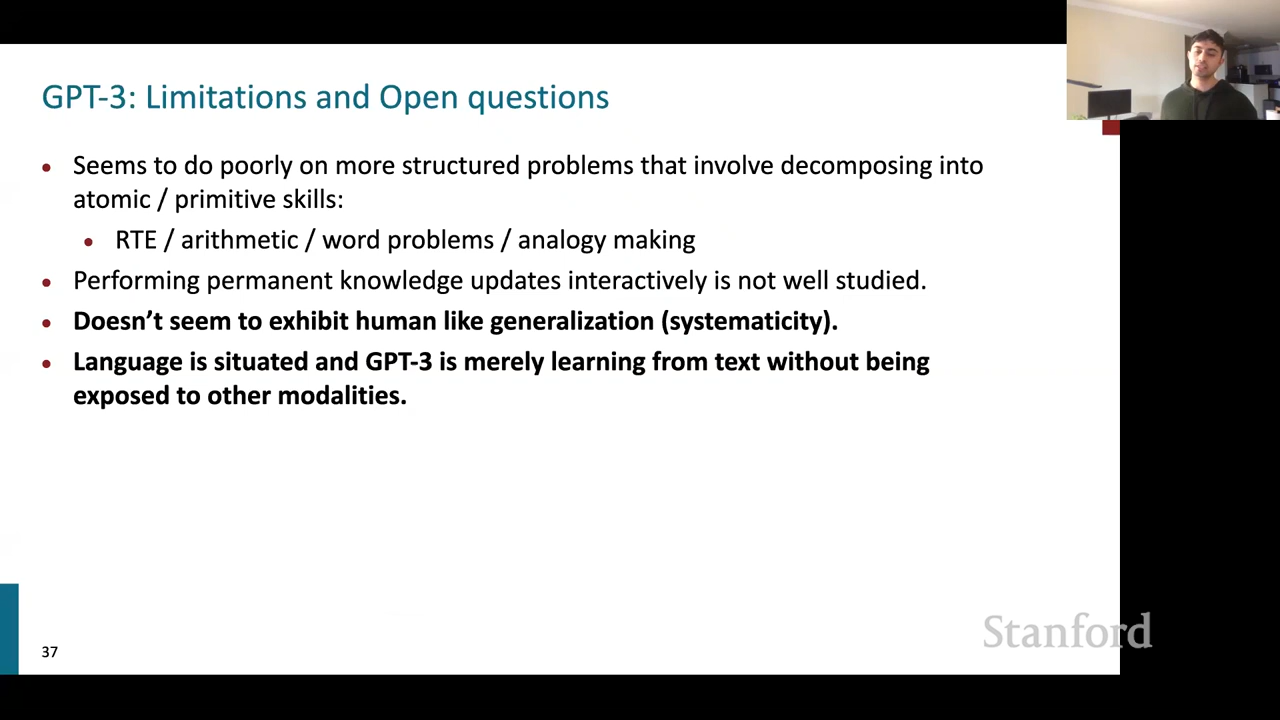 GPT-3: Limitations and Open questions
• Seems to do poorly on more structured problems that involve decomposing into
atomic / primitive skills:
• RTE / arithmetic / word problems / analogy making
• Performing permanent knowledge updates interactively is not well studied.
• Doesn’t seem to exhibit human like generalization (systematicity).
• Language is situated and GPT-3 is merely learning from text without being
exposed to other modalities.
Stanford
37